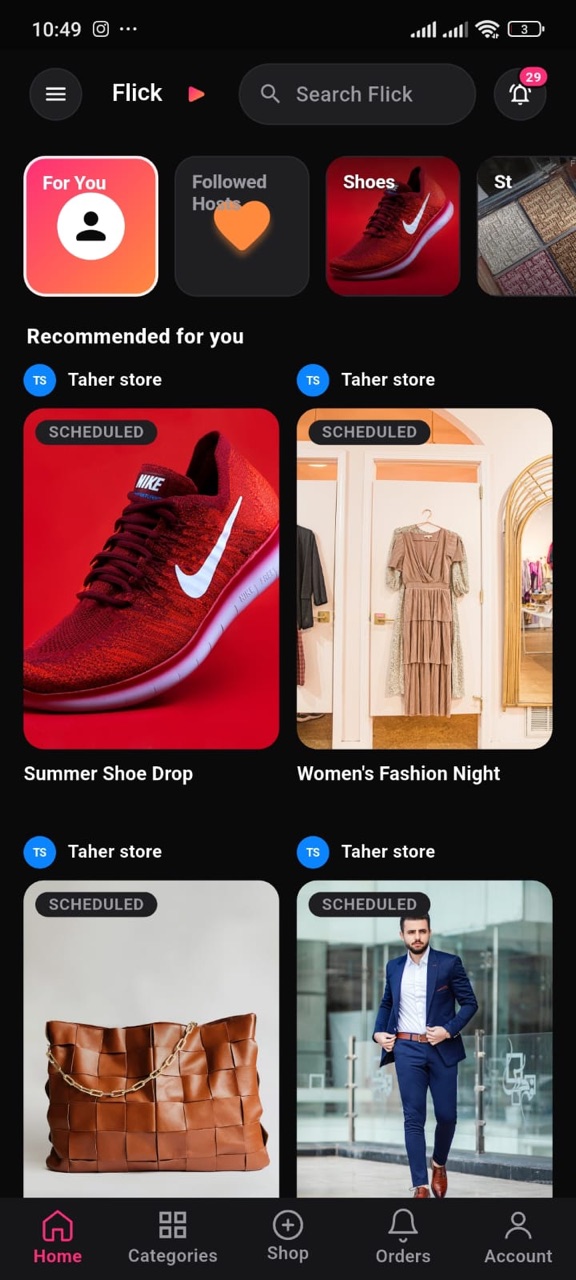 10:49
3
Flick
Search Flick
29
For You
Followed
Hosts
Shoes
St
Recommended for you
TS Taher store
TS Taher store
SCHEDULED
SCHEDULED
NIKE
Summer Shoe Drop
Women's Fashion Night
TS Taher store
TS Taher store
SCHEDULED
SCHEDULED
Home
Categories
Shop
Orders
Account